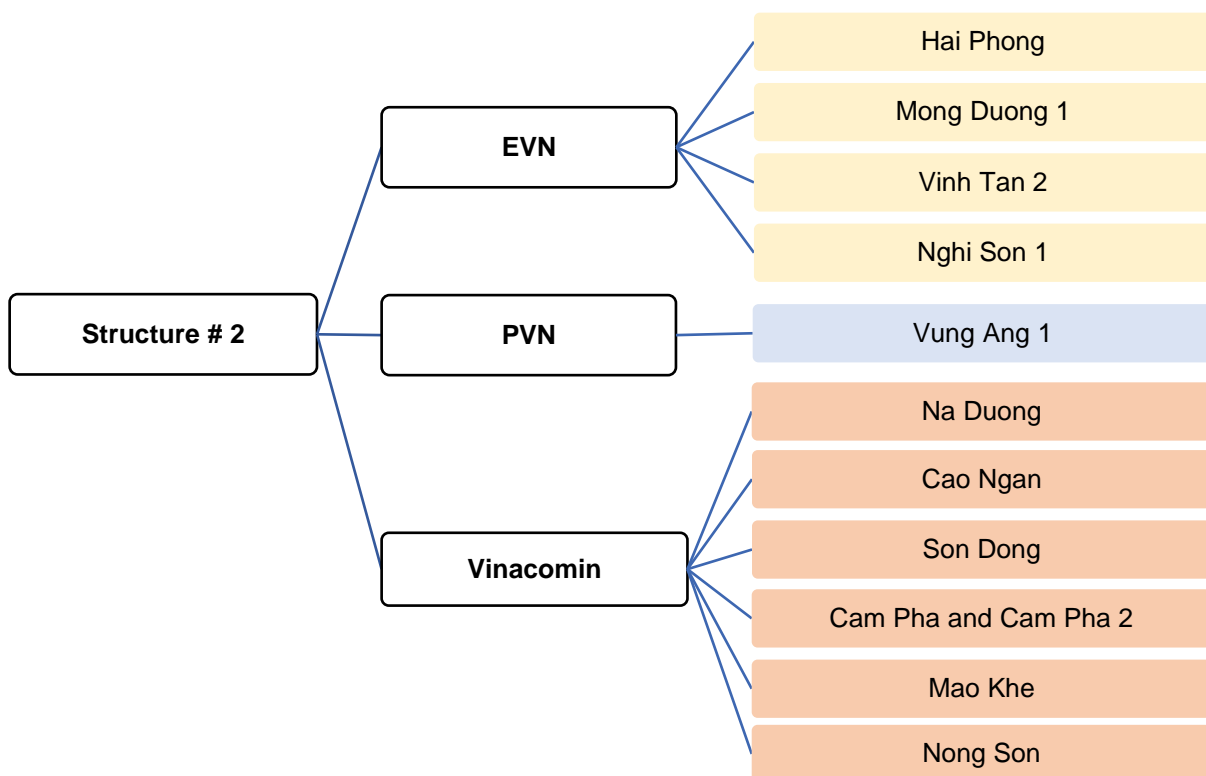 Structure # 2
EVN
Hai Phong
Mong Duong 1
Vinh Tan 2
Nghi Son 1
PVN
Vung Ang 1
Vinacomin
Na Duong
Cao Ngan
Son Dong
Cam Pha and Cam Pha 2
Mao Khe
Nong Son